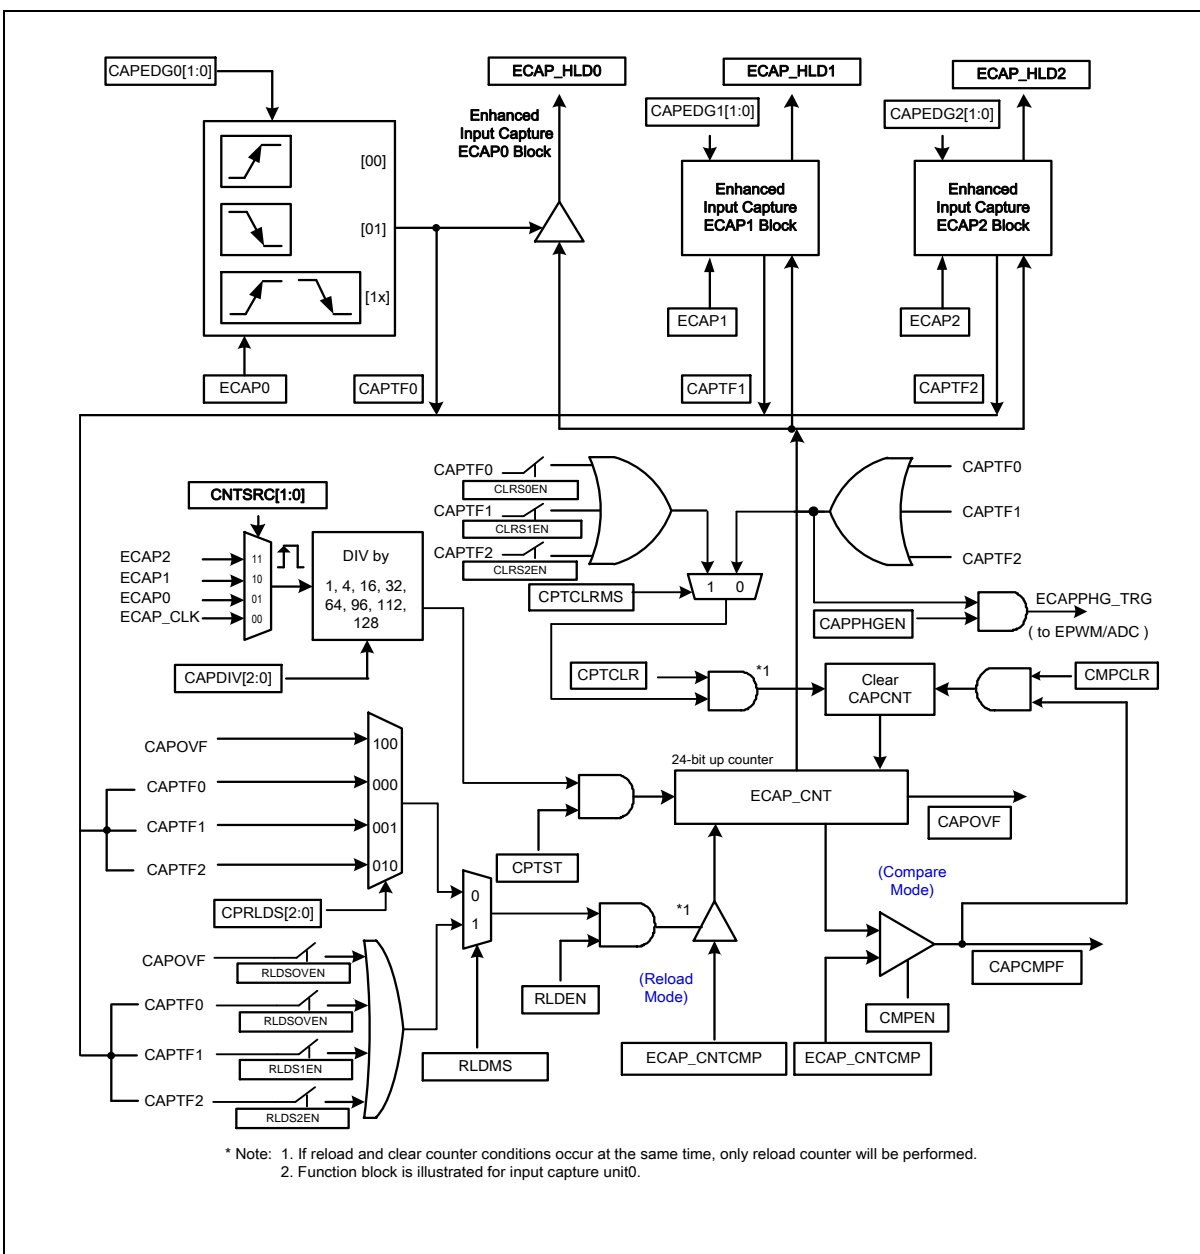 CAPEDG0[1:0]
ECAP_HLD0
ECAP_HLD1
ECAP_HLD2
Enhanced
Input Capture
ECAP0 Block
CAPEDG1[1:0]
CAPEDG2[1:0]
[00]
[01]
[1x]
Enhanced
Input Capture
ECAP1 Block
Enhanced
Input Capture
ECAP2 Block
ECAP1
ECAP2
ECAP0
CAPTF0
CAPTF1
CAPTF2
CNTSRC[1:0]
CAPTF0
CLRS0EN
CAPTF1
CLRS1EN
CAPTF2
CLRS2EN
CAPTF0
CAPTF1
CAPTF2
ECAP2
ECAP1
ECAP0
ECAP_CLK
11
10
01
00
DIV by
1, 4, 16, 32,
64, 96, 112,
128
CPTCLRMS
1 0
CAPPHGEN
ECAPPHG_TRG
( to EPWM/ADC )
CAPDIV[2:0]
CPTCLR
*1
Clear
CAPCNT
CMPCLR
CAPOVF
CAPTF0
CAPTF1
CAPTF2
100
000
001
010
24-bit up counter
ECAP_CNT
CAPOVF
CPTST
CPRLDS[2:0]
0
1
*1
(Compare
Mode)
CAPCMPF
CAPOVF
RLDSOVEN
CAPTF0
RLDSOVEN
CAPTF1
RLDS1EN
CAPTF2
RLDS2EN
RLDEN
(Reload
Mode)
CMPEN
RLDMS
ECAP_CNTCMP
ECAP_CNTCMP
* Note: 1. If reload and clear counter conditions occur at the same time, only reload counter will be performed.
2. Function block is illustrated for input capture unit0.